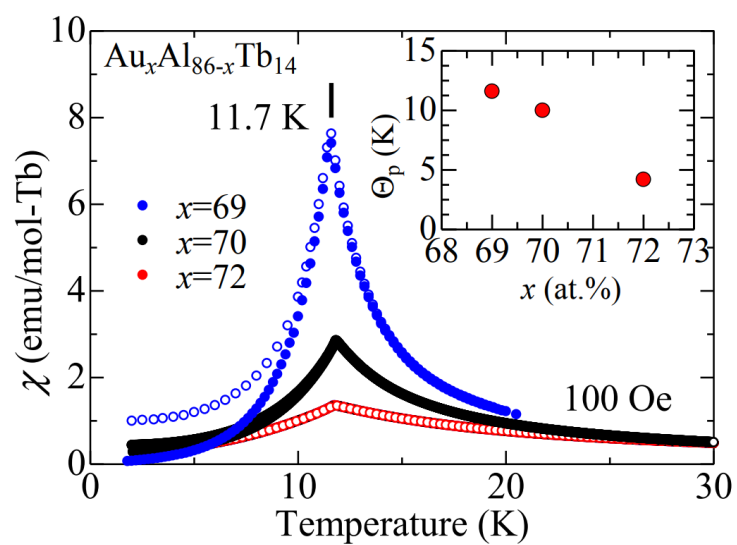 AuxAl86-xTb14
11.7 K
x=69
x=70
x=72
100 Oe
χ (emu/mol-Tb)
10
8
6
4
2
0
0 10 20 30
Temperature (K)
Θp (K)
15
10
5
0
68 69 70 71 72 73
x (at.%)